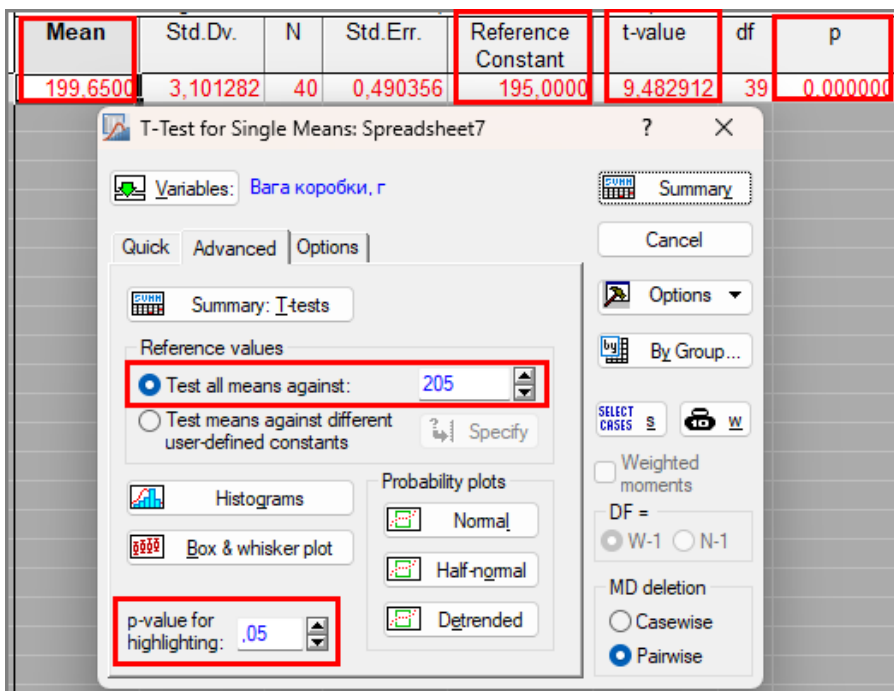 Mean Std.Dv. N Std.Err. Reference Constant t-value df p
199,6500 3,101282 40 0,490356 195,0000 9,482912 39 0,000000
T-Test for Single Means: Spreadsheet7 ? ×
Variables: Вага коробки, г
Summary
Quick Advanced Options
Cancel
Summary: T-tests
Options
Reference values
By Group...
Test all means against: 205
Test means against different
user-defined constants
Specify
SELECT
CASES S W
Weighted
moments
Histograms
Probability plots
Normal
DF =
W-1 N-1
Box & whisker plot
Half-normal
MD deletion
p-value for
highlighting: ,05
Detrended
Casewise
Pairwise